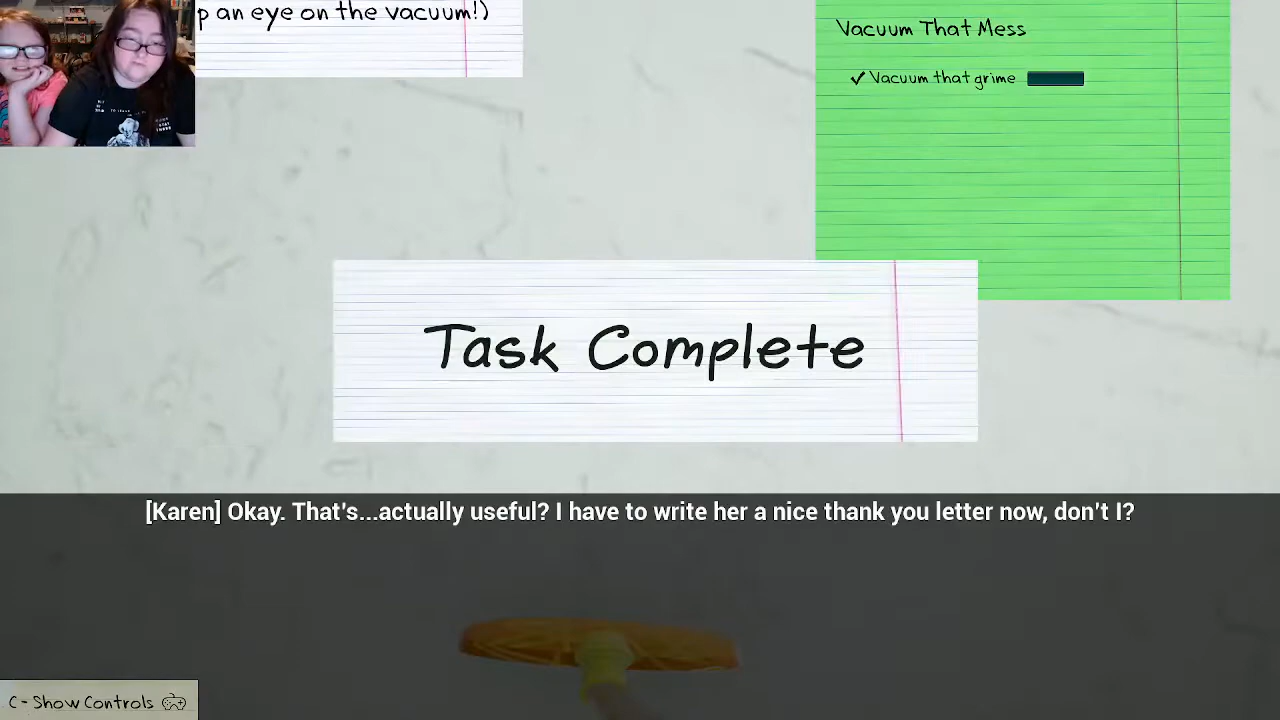 p an eye on the vacuum!)
Vacuum That Mess
✓ Vacuum that grime
Task Complete
[Karen] Okay. That's...actually useful? I have to write her a nice thank you letter now, don't I?
C - Show Controls